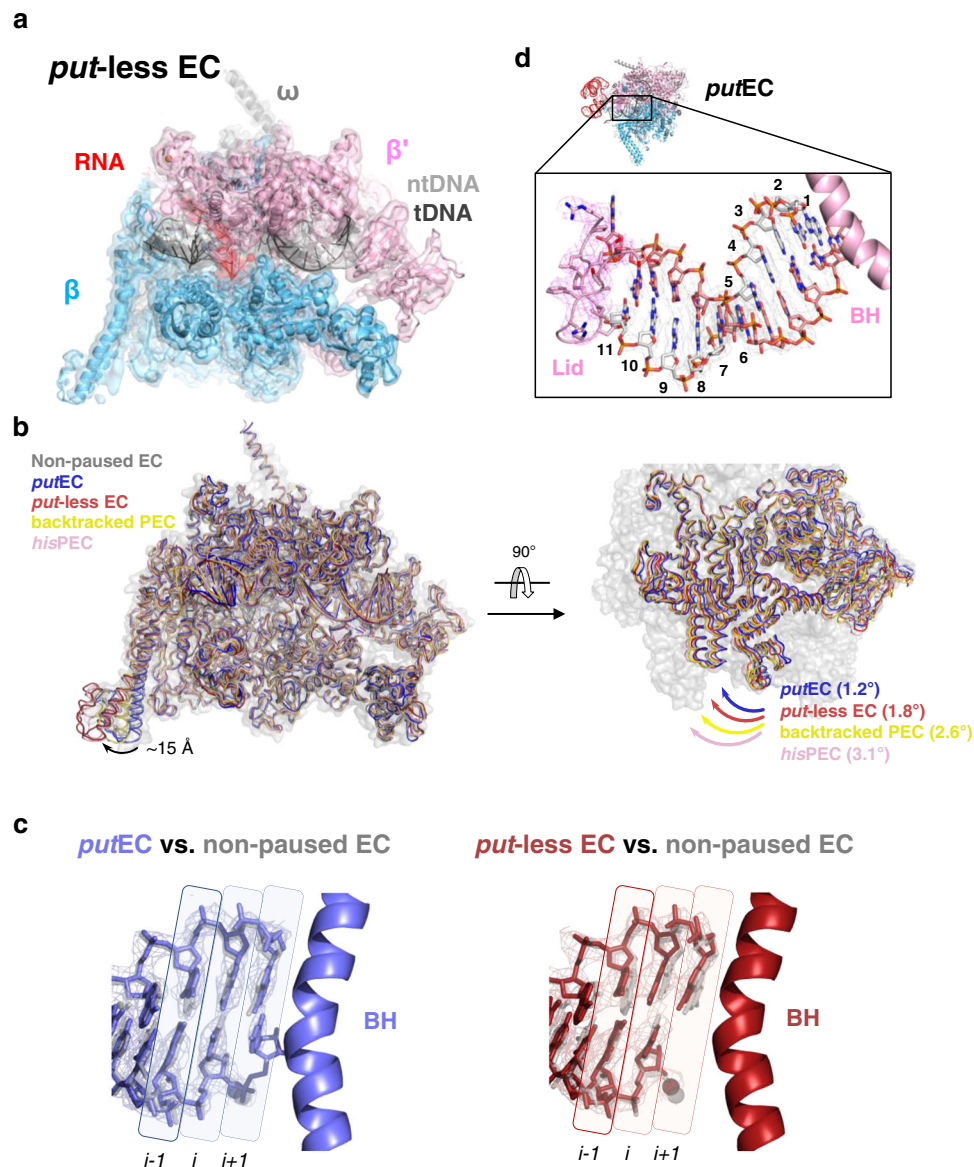 a
put-less EC
ω
RNA
β'
ntDNA
tDNA
β
d
putEC
2
1
3
4
5
BH
6
11
Lid
10
7
9
8
b
Non-paused EC
putEC
put-less EC
backtracked PEC
hisPEC
~15 Å
90°
putEC (1.2°)
put-less EC (1.8°)
backtracked PEC (2.6°)
hisPEC (3.1°)
c
putEC vs. non-paused EC
BH
i-1 i i+1
put-less EC vs. non-paused EC
BH
i-1 i i+1